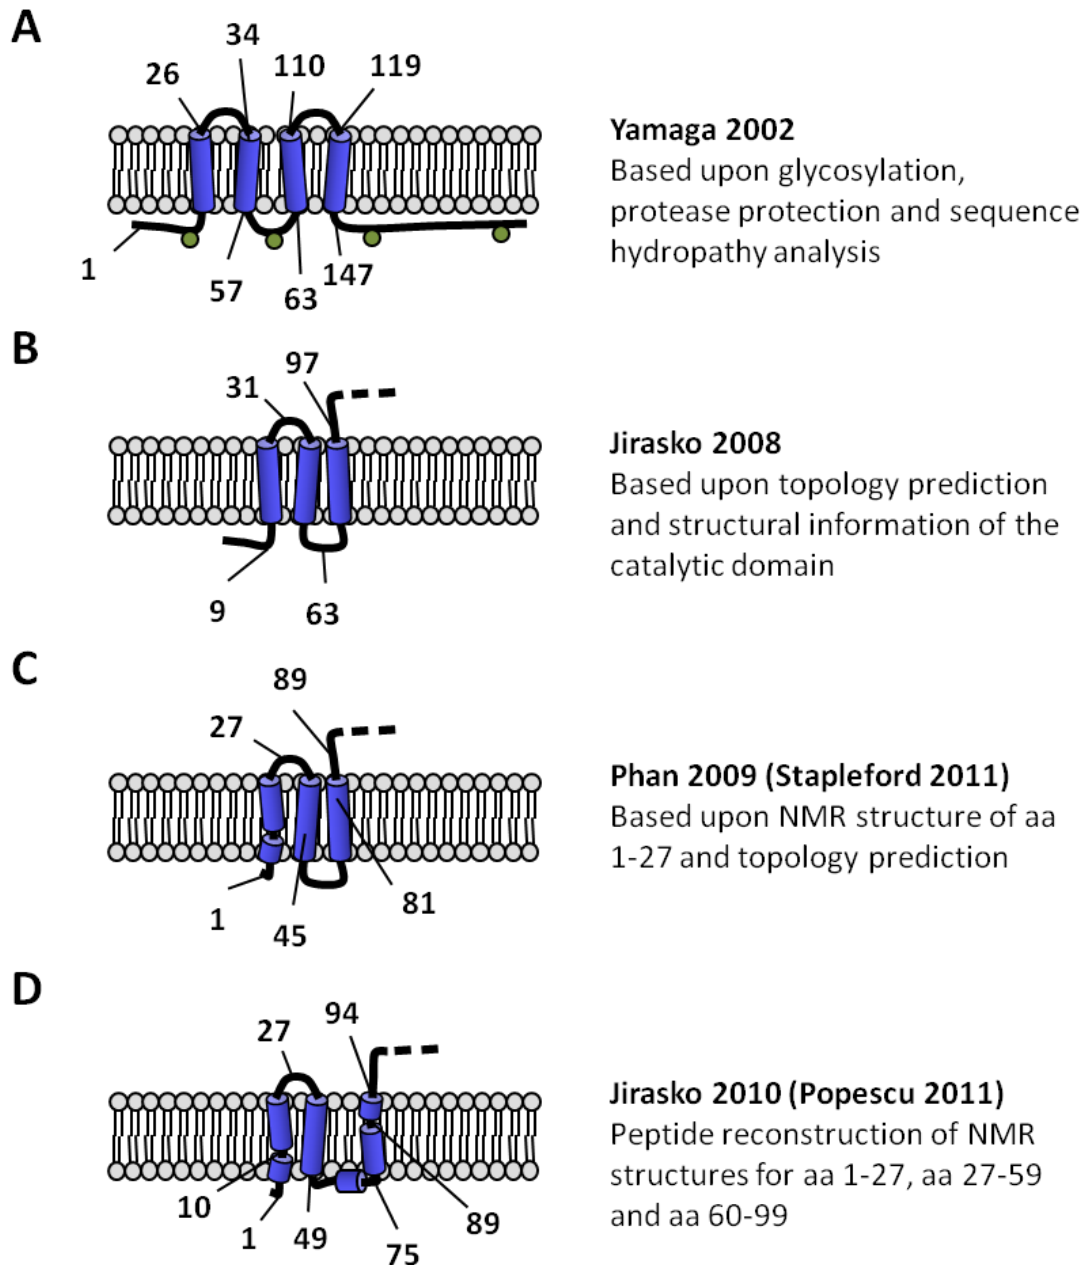 A
34
26
110
119
1
57
63
147
Yamaga 2002
Based upon glycosylation,
protease protection and sequence
hydropathy analysis
B
97
31
9
63
Jirasko 2008
Based upon topology prediction
and structural information of the
catalytic domain
C
89
27
1
45
81
Phan 2009 (Stapleford 2011)
Based upon NMR structure of aa
1-27 and topology prediction
D
94
27
10
1
49
75
89
Jirasko 2010 (Popescu 2011)
Peptide reconstruction of NMR
structures for aa 1-27, aa 27-59
and aa 60-99